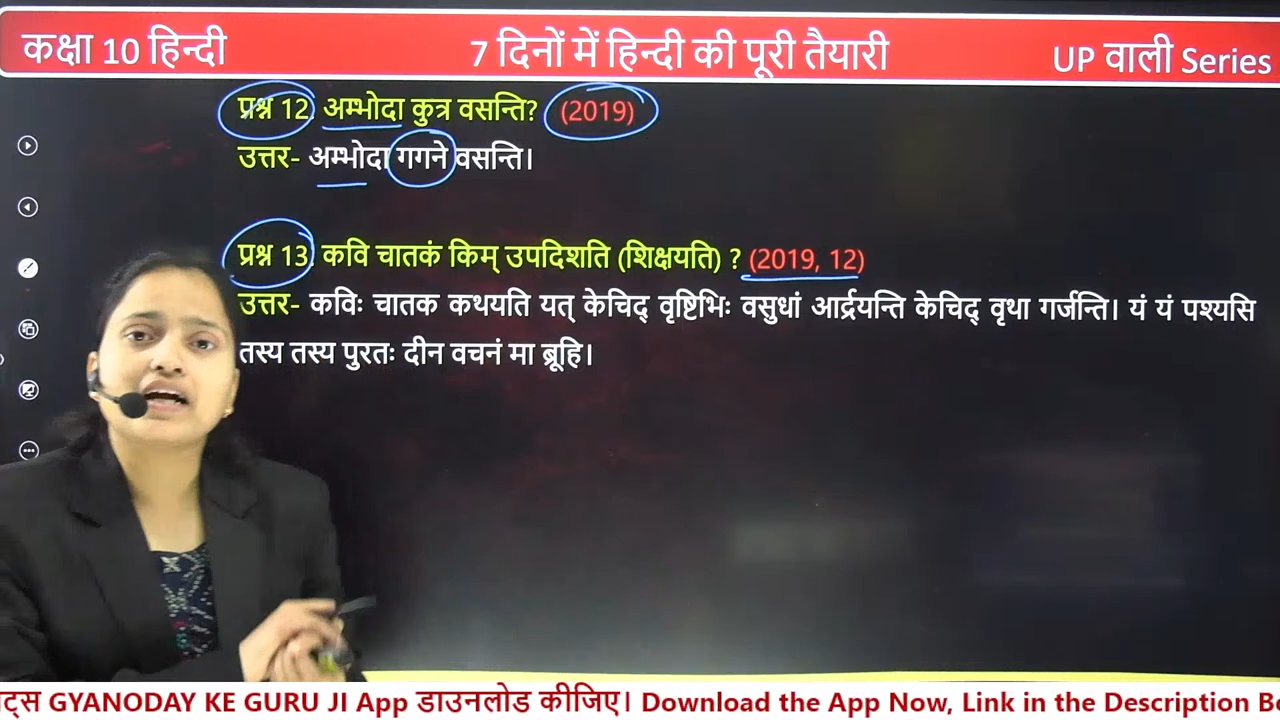 कक्षा 10 हिन्दी 7 दिनों में हिन्दी की पूरी तैयारी UP वाली Series
प्रश्न 12. अम्भोदा कुत्र वसन्ति? (2019)
उत्तर- अम्भोदा गगने वसन्ति।
प्रश्न 13. कवि चातकं किम् उपदिशति (शिक्षयति) ? (2019, 12)
उत्तर- कविः चातक कथयति यत् केचिद् वृष्टिभिः वसुधां आर्द्रयन्ति केचिद् वृथा गर्जन्ति। यं यं पश्यसि
तस्य तस्य पुरतः दीन वचनं मा ब्रूहि।
GYANODAY KE GURU JI App डाउनलोड कीजिए। Download the App Now, Link in the Description